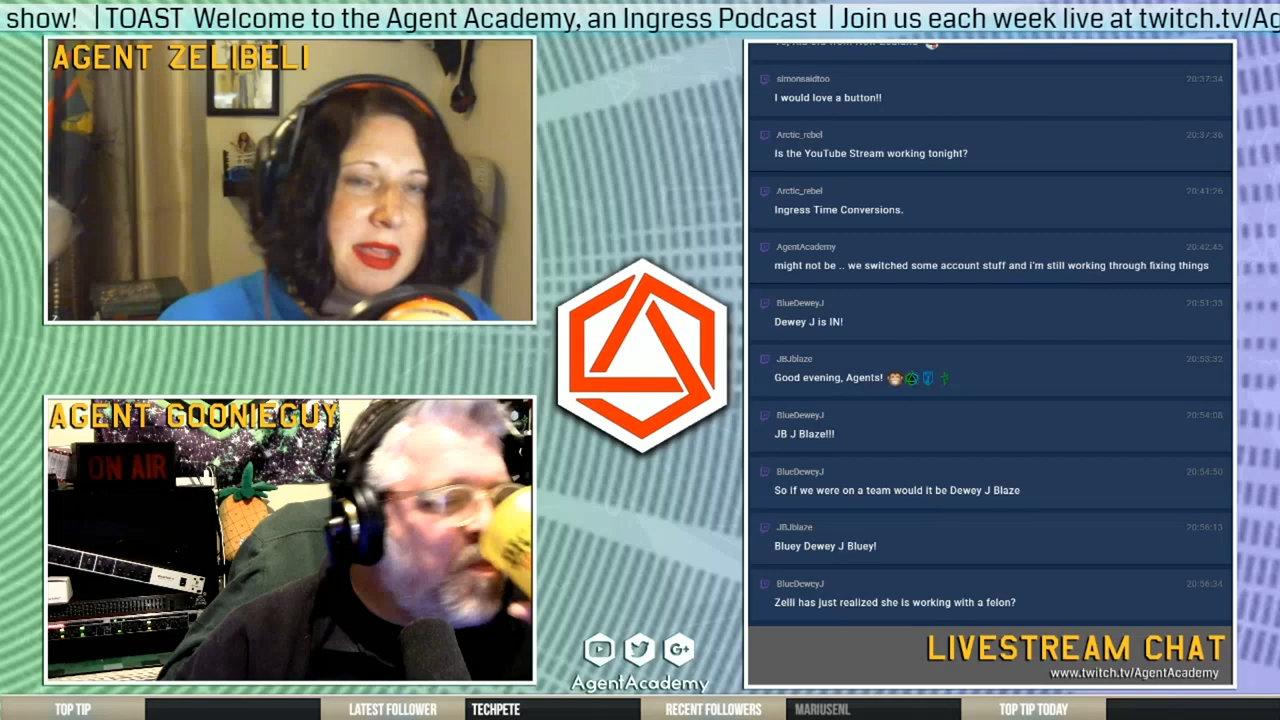 show!  | TOAST  Welcome to the Agent Academy, an Ingress Podcast  | Join us each week live at twitch.tv/Ag
AGENT ZELIBELI
AGENT GOONIEGUY
ON AIR
simonsaidtoo 20:37:34
I would love a button!!
Arctic_rebel 20:37:36
Is the YouTube Stream working tonight?
Arctic_rebel 20:41:26
Ingress Time Conversions.
AgentAcademy 20:42:45
might not be .. we switched some account stuff and i'm still working through fixing things
BlueDeweyJ 20:51:33
Dewey J is IN!
JBJblaze 20:53:32
Good evening, Agents!
BlueDeweyJ 20:54:08
JB J Blaze!!!
BlueDeweyJ 20:54:50
So if we were on a team would it be Dewey J Blaze
JBJblaze 20:56:13
Bluey Dewey J Bluey!
BlueDeweyJ 20:56:34
Zelli has just realized she is working with a felon?
LIVESTREAM CHAT
www.twitch.tv/AgentAcademy
G+
AgentAcademy
TOP TIP
LATEST FOLLOWER
TECHPETE
RECENT FOLLOWERS
MARIUSENL
TOP TIP TODAY